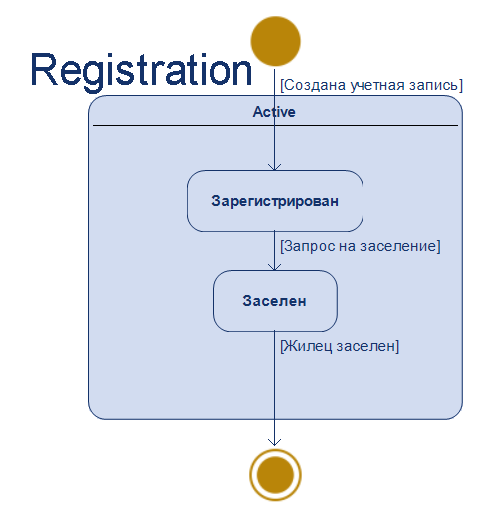 Registration
[Создана учетная запись]
Active
Зарегистрирован
[Запрос на заселение]
Заселен
[Жилец заселен]